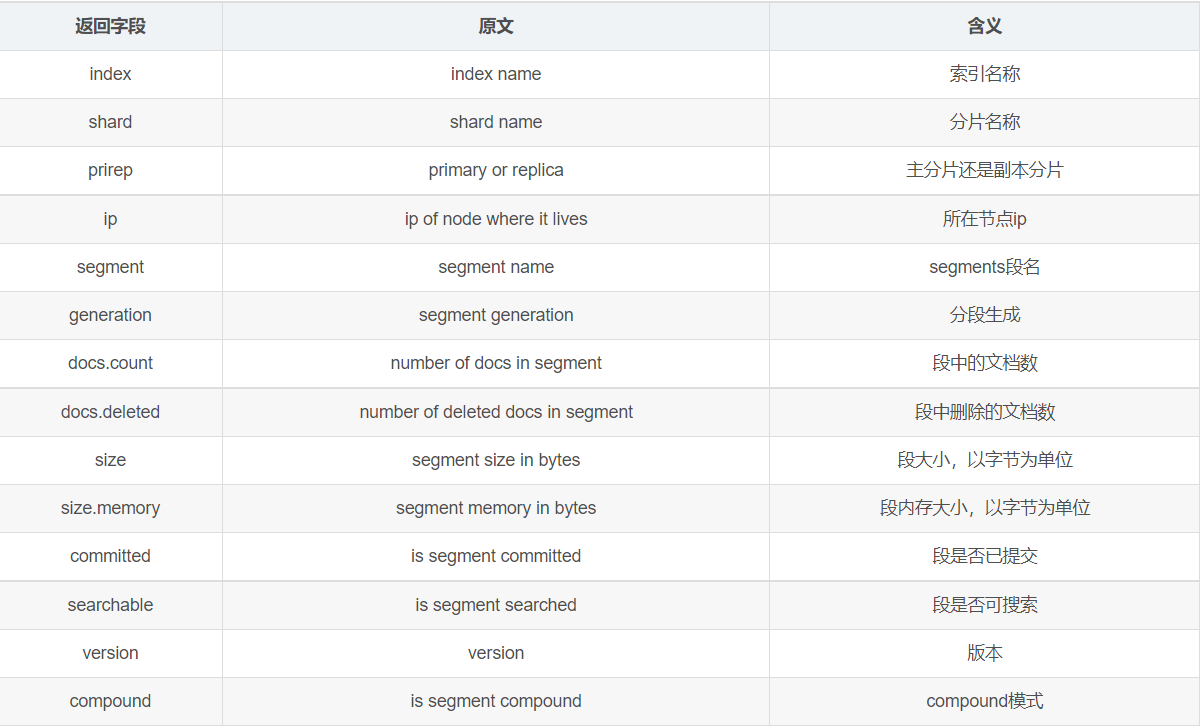 返回字段 原文 含义
index index name 索引名称
shard shard name 分片名称
prirep primary or replica 主分片还是副本分片
ip ip of node where it lives 所在节点ip
segment segment name segments段名
generation segment generation 分段生成
docs.count number of docs in segment 段中的文档数
docs.deleted number of deleted docs in segment 段中删除的文档数
size segment size in bytes 段大小，以字节为单位
size.memory segment memory in bytes 段内存大小，以字节为单位
committed is segment committed 段是否已提交
searchable is segment searched 段是否可搜索
version version 版本
compound is segment compound compound模式